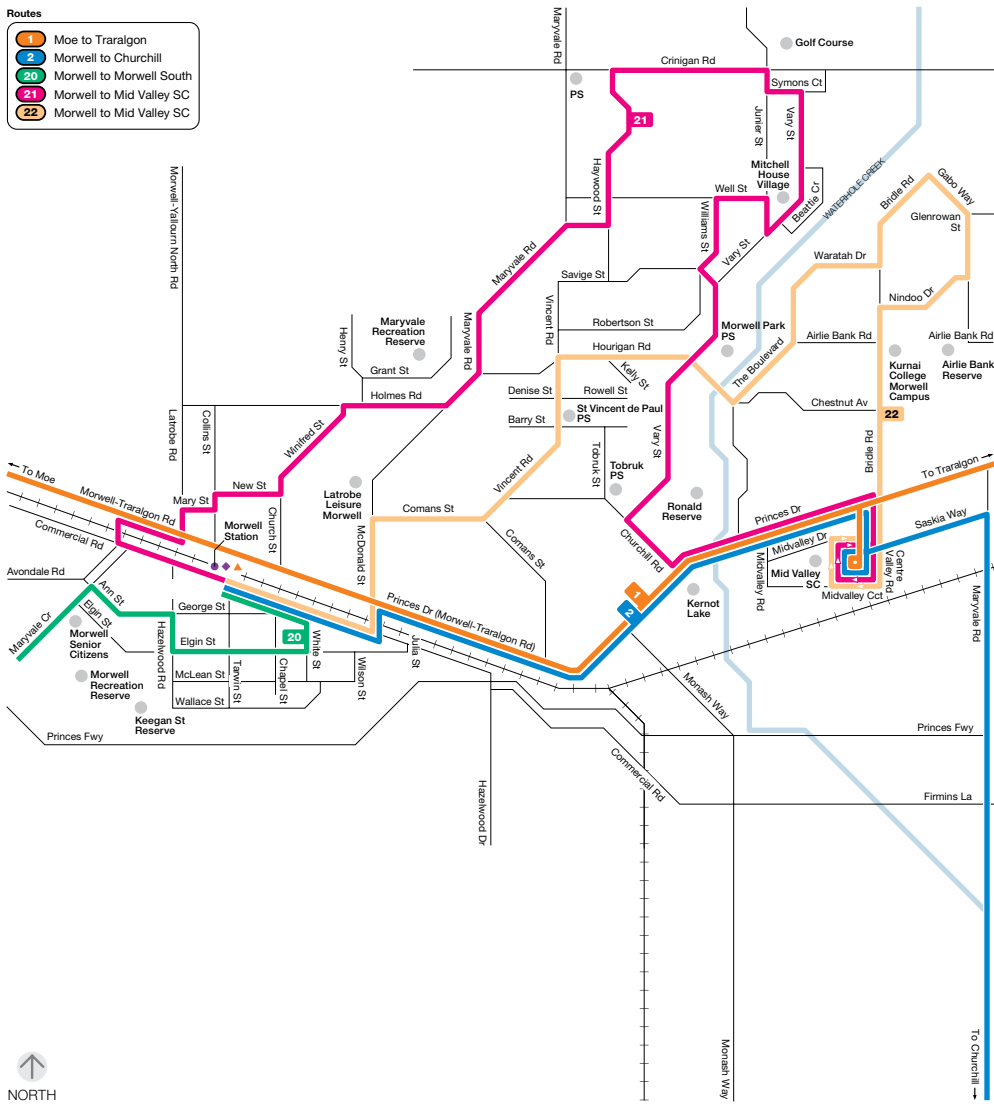 Routes
1 Moe to Traralgon
2 Morwell to Churchill
20 Morwell to Morwell South
21 Morwell to Mid Valley SC
22 Morwell to Mid Valley SC
Maryvale Rd
Golf Course
Crinigan Rd
Symons Ct
PS
21
Junier St
Vary St
Haywood St
Mitchell
House
Village
Well St
Beattie Cr
WATERHOLE CREEK
Bridle Rd
Gabo Way
Glenrowan
St
Morwell-Yallourn North Rd
Williams St
Vary St
Maryvale Rd
Waratah Dr
Savige St
Nindoo Dr
Vincent Rd
Robertson St
Morwell Park
PS
Airlie Bank Rd
Airlie Bank Rd
Maryvale
Recreation
Reserve
Henry St
Maryvale Rd
Hourigan Rd
The Boulevard
Kurnai
College
Morwell
Campus
Airlie Bank
Reserve
Grant St
Kelly St
Holmes Rd
Denise St
Rowell St
Chestnut Av
22
St Vincent de Paul
PS
Barry St
Latrobe Rd
Collins St
Winifred St
Vary St
Bridle Rd
Tobruk St
Tobruk
PS
Vincent Rd
To Moe
To Traralgon
Morwell-Traralgon Rd
New St
Mary St
Latrobe
Leisure
Morwell
Ronald
Reserve
Comans St
Princes Dr
Saskia Way
Commercial Rd
Morwell
Station
Church St
McDonald St
Comans St
Churchill Rd
Midvalley Dr
Midvalley Rd
Mid Valley
SC
Centre
Valley Rd
Midvalley Cct
Avondale Rd
Ann St
Elgin St
Maryvale Cr
George St
Princes Dr (Morwell-Traralgon Rd)
1
2
Kernot
Lake
Maryvale Rd
Morwell
Senior
Citizens
Hazelwood Rd
Elgin St
20
White St
Julia St
McLean St
Tarwin St
Chapel St
Wilson St
Morwell
Recreation
Reserve
Wallace St
Keegan St
Reserve
Monash Way
Princes Fwy
Princes Fwy
Commercial Rd
Hazelwood Dr
Firmins La
Monash Way
To Churchill
NORTH